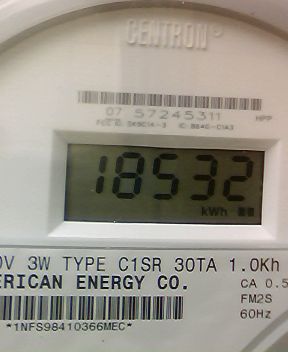 CENTRON®
07 57245311 HPP
18532
kWh
0V 3W TYPE C1SR 30TA 1.0Kh
ERICAN ENERGY CO. CA 0.5
FM2S
60Hz
*1NFS98410366MEC*